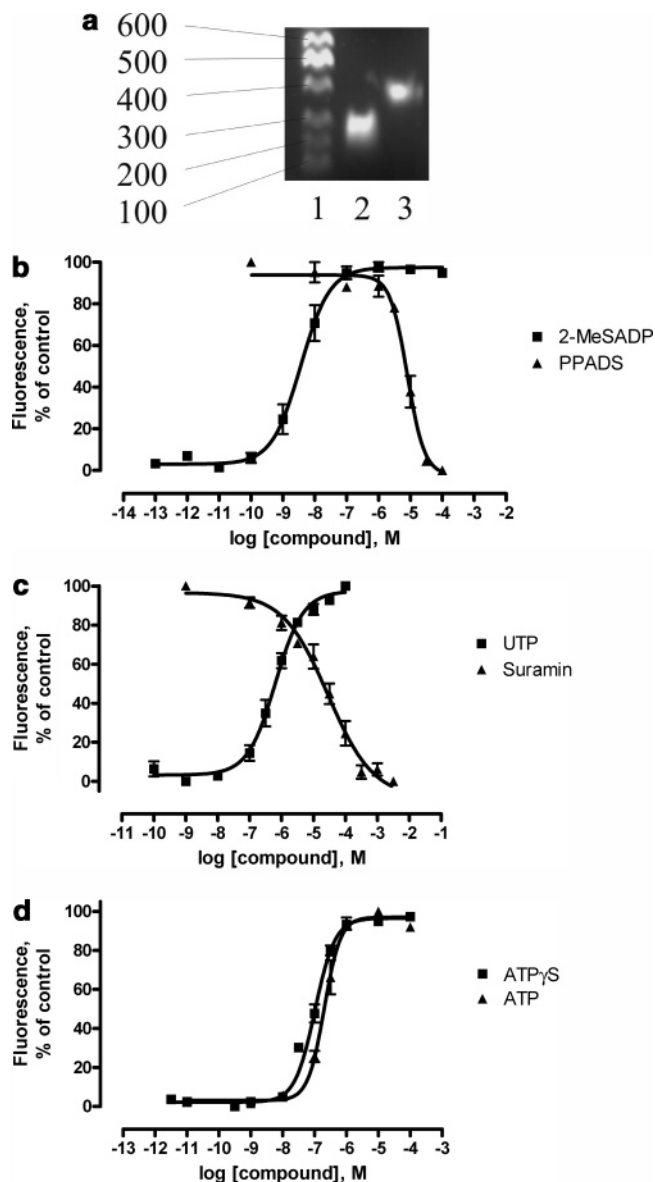 a
600
500
400
300
200
100
1 2 3
b
Fluorescence,
% of control
100
80
60
40
20
0
-14 -13 -12 -11 -10 -9 -8 -7 -6 -5 -4 -3 -2
log [compound], M
2-MeSADP
PPADS
c
Fluorescence,
% of control
100
80
60
40
20
0
-11 -10 -9 -8 -7 -6 -5 -4 -3 -2 -1
log [compound], M
UTP
Suramin
d
Fluorescence,
% of control
100
80
60
40
20
0
-13 -12 -11 -10 -9 -8 -7 -6 -5 -4 -3
log [compound], M
ATPγS
ATP